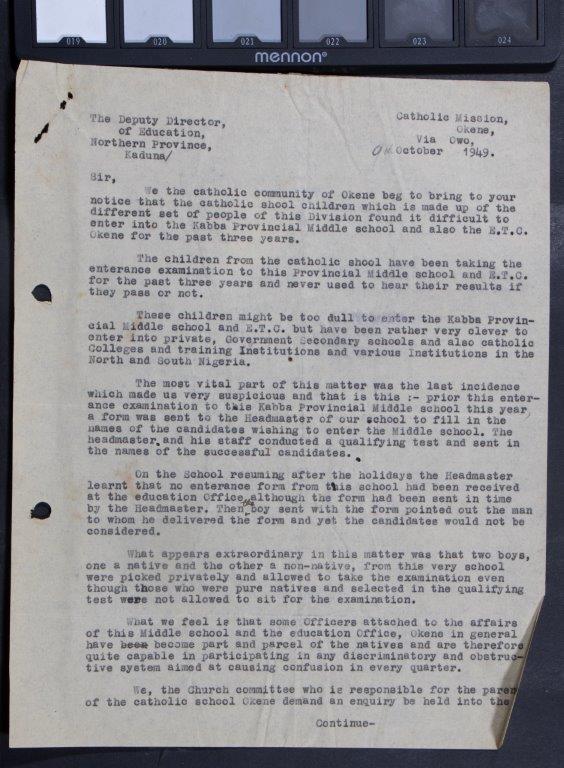 019 020 021 022 023 024
mennon®
The Deputy Director,
of Education,
Northern Province,
Kaduna/
Catholic Mission,
Okene,
Via Owo,
October 1949.
Sir,
We the catholic community of Okene beg to bring to your
notice that the catholic shool children which is made up of the
different set of people of this Division found it difficult to
enter into the Kabba Provincial Middle school and also the E.T.C.
Okene for the past three years.
The children from the catholic shool have been taking the
enterance examination to this Provincial Middle school and E.T.C.
for the past three years and never used to hear their results if
they pass or not.
These children might be too dull to enter the Kabba Provin-
cial Middle school and E.T.C. but have been rather very clever to
enter into private, Government Secondary schools and also catholic
Colleges and training Institutions and various Institutions in the
North and South Nigeria.
The most vital part of this matter was the last incidence
which made us very suspicious and that is this :- prior this enter-
ance examination to this Kabba Provincial Middle school this year,
a form was sent to the Headmaster of our school to fill in the
names of the candidates wishing to enter the Middle school. The
headmaster and his staff conducted a qualifying test and sent in
the names of the successful candidates.
On the School resuming after the holidays the Headmaster
learnt that no enterance form from this school had been received
at the education Office, although the form had been sent in time
by the Headmaster. Then boy sent with the form pointed out the man
to whom he delivered the form and yet the candidates would not be
considered.
What appears extraordinary in this matter was that two boys,
one a native and the other a non-native, from this very school
were picked privately and allowed to take the examination even
though those who were pure natives and selected in the qualifying
test were not allowed to sit for the examination.
What we feel is that some Officers attached to the affairs
of this Middle school and the education Office, Okene in general
have been become part and parcel of the natives and are therefore
quite capable in participating in any discriminatory and obstruc-
tive system aimed at causing confusion in every quarter.
We, the Church committee who is responsible for the
of the catholic school Okene demand an enquiry be held into the
Continue-